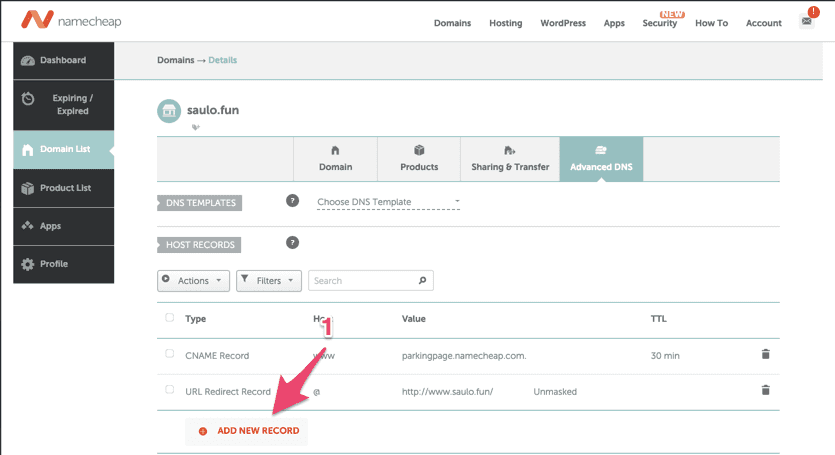 namecheap
Domains Hosting WordPress Apps Security NEW How To Account !
Dashboard
Expiring /
Expired
Domain List
Product List
Apps
Profile
Domains → Details
saulo.fun
Domain Products Sharing & Transfer Advanced DNS
DNS TEMPLATES ? Choose DNS Template
HOST RECORDS ?
Actions Filters Search
Type Value TTL
1
CNAME Record www parkingpage.namecheap.com. 30 min
URL Redirect Record @ http://www.saulo.fun/ Unmasked
ADD NEW RECORD